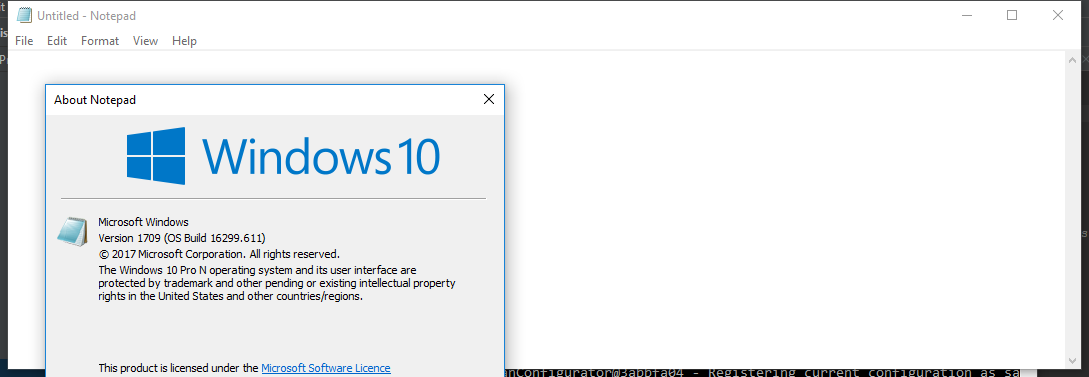 Untitled - Notepad
File Edit Format View Help
About Notepad
Windows 10
Microsoft Windows
Version 1709 (OS Build 16299.611)
© 2017 Microsoft Corporation. All rights reserved.
The Windows 10 Pro N operating system and its user interface are
protected by trademark and other pending or existing intellectual property
rights in the United States and other countries/regions.
This product is licensed under the Microsoft Software Licence
anConfigurator@3abbfa04 - Registering current configuration as sa